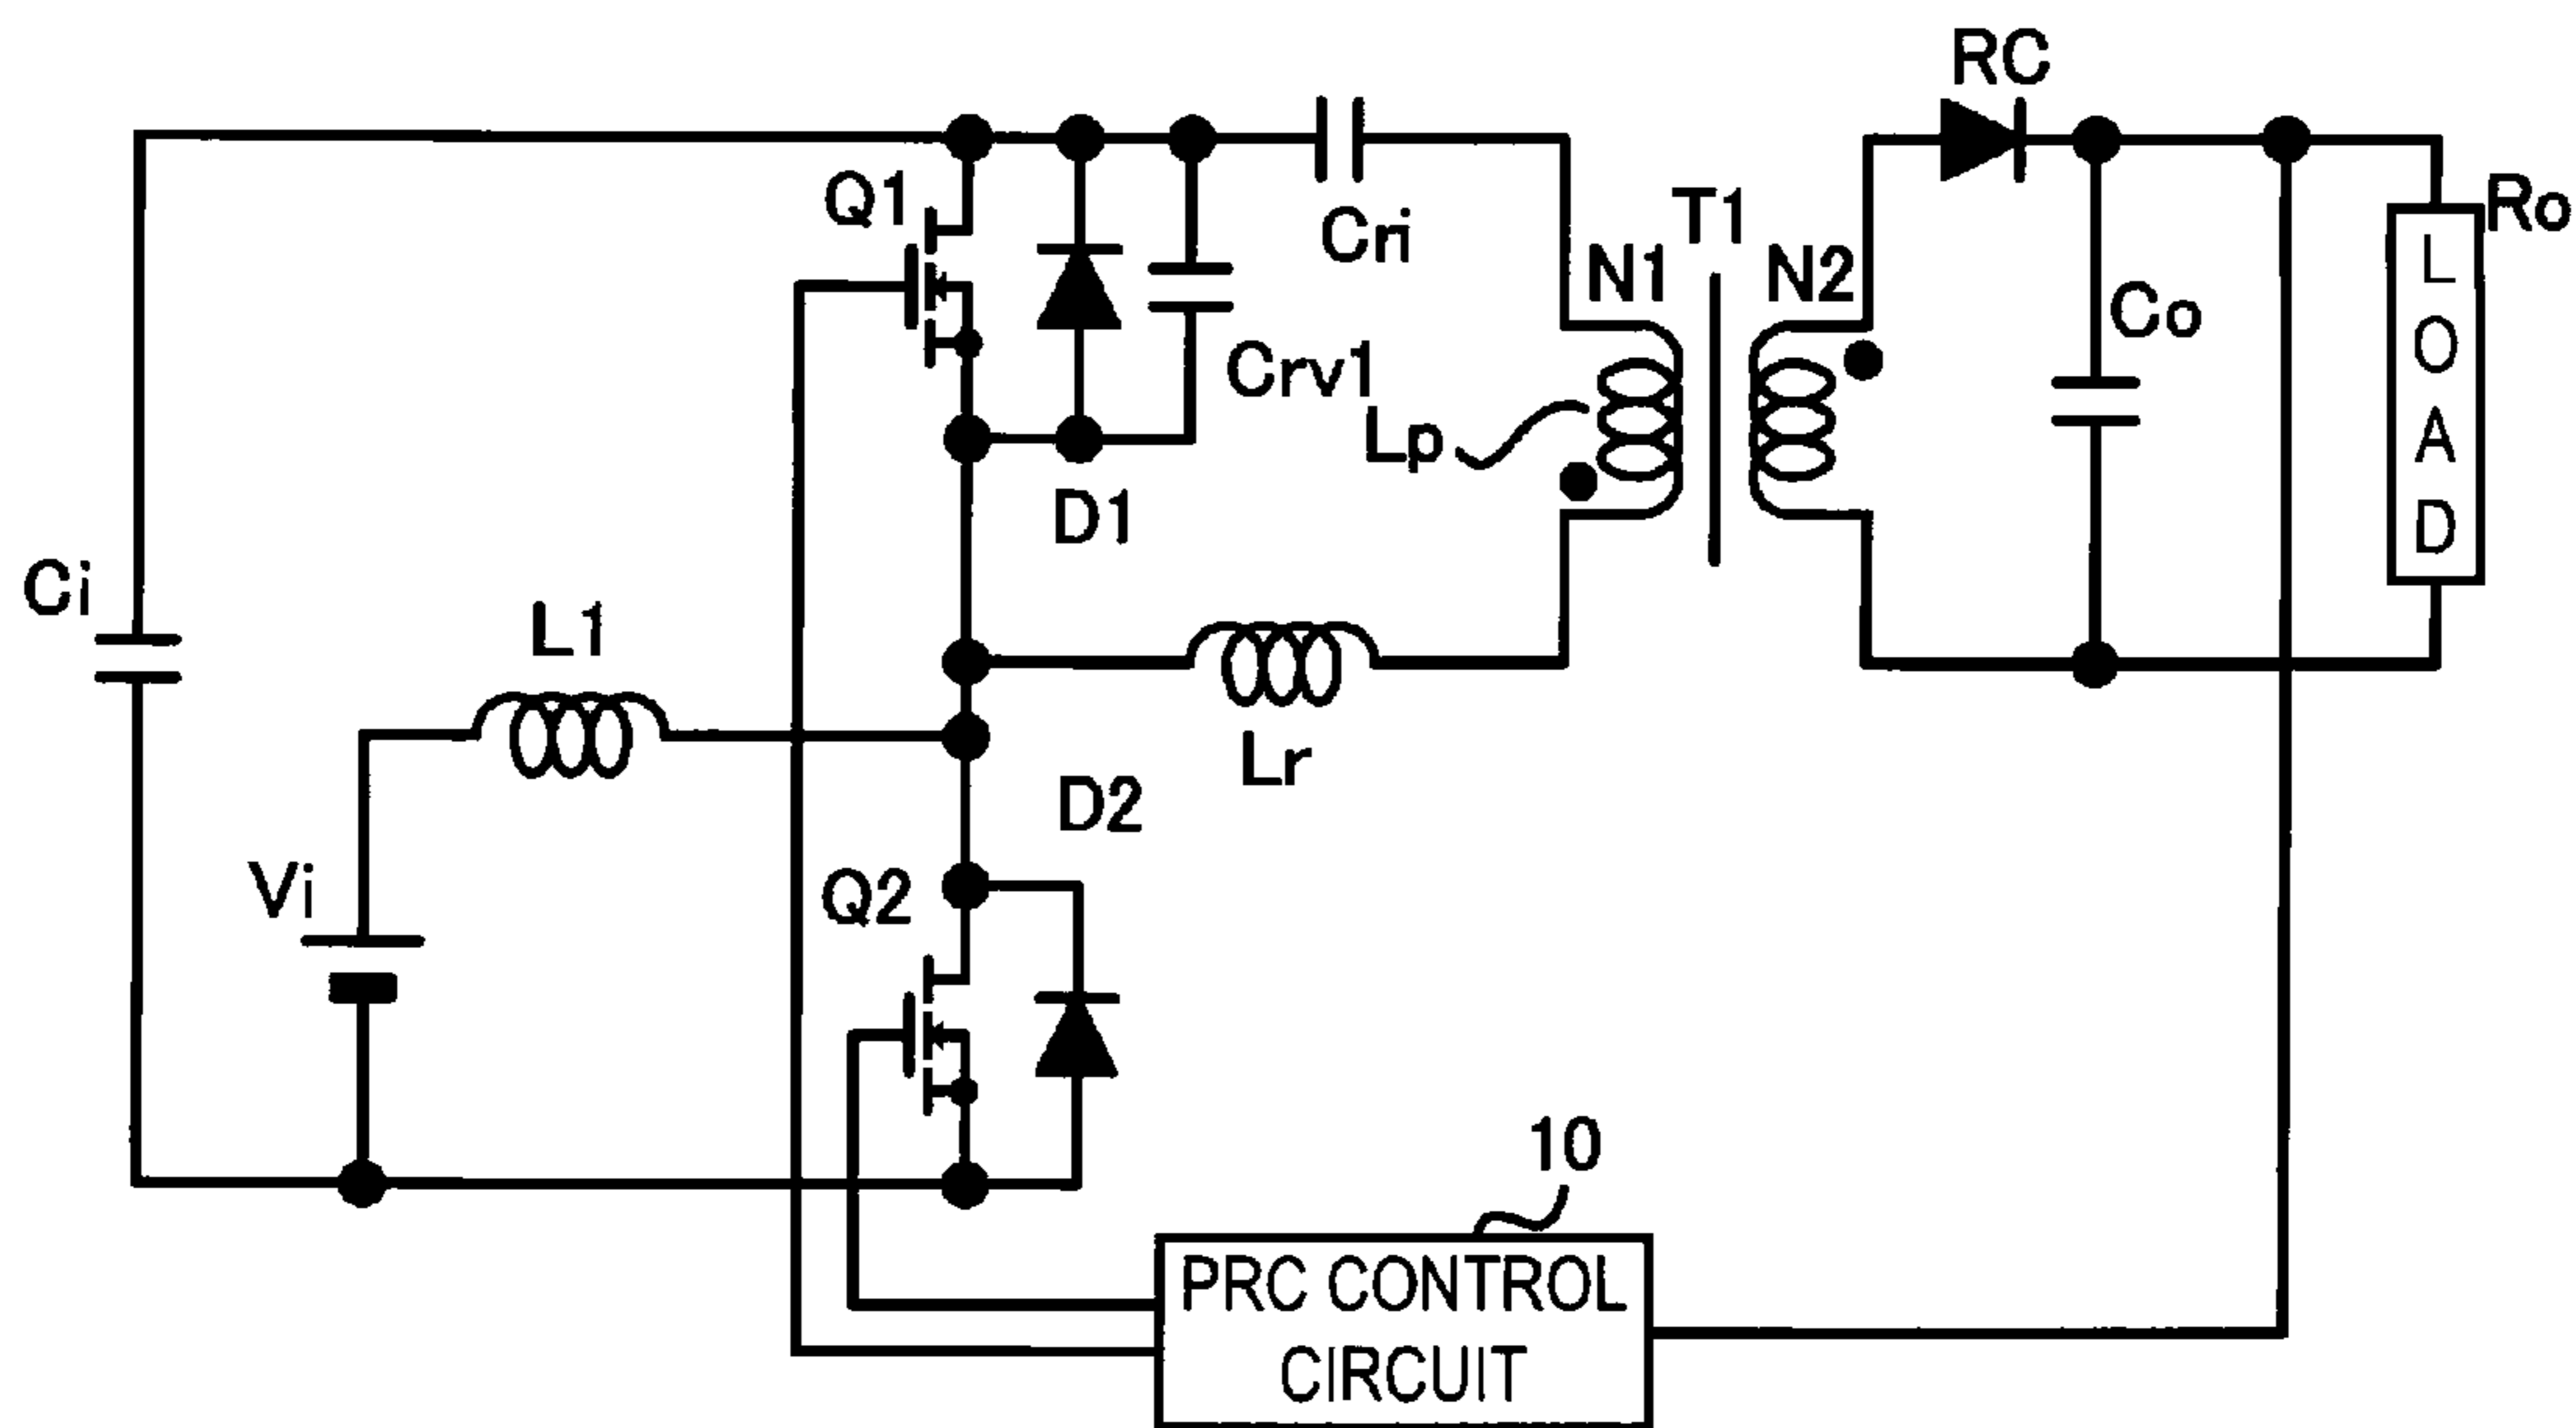 RC
Q1
Cri
T1
N1
N2
Ro
LOAD
Co
Crv1
Lp
D1
Ci
L1
Lr
D2
Vi
Q2
10
PRC CONTROL
CIRCUIT